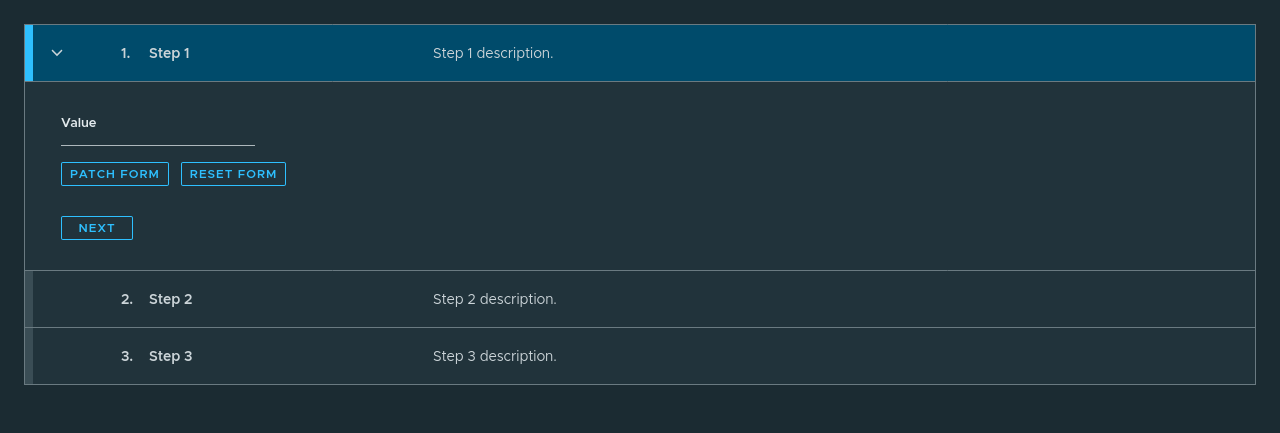 1. Step 1 Step 1 description.
Value
PATCH FORM RESET FORM
NEXT
2. Step 2 Step 2 description.
3. Step 3 Step 3 description.